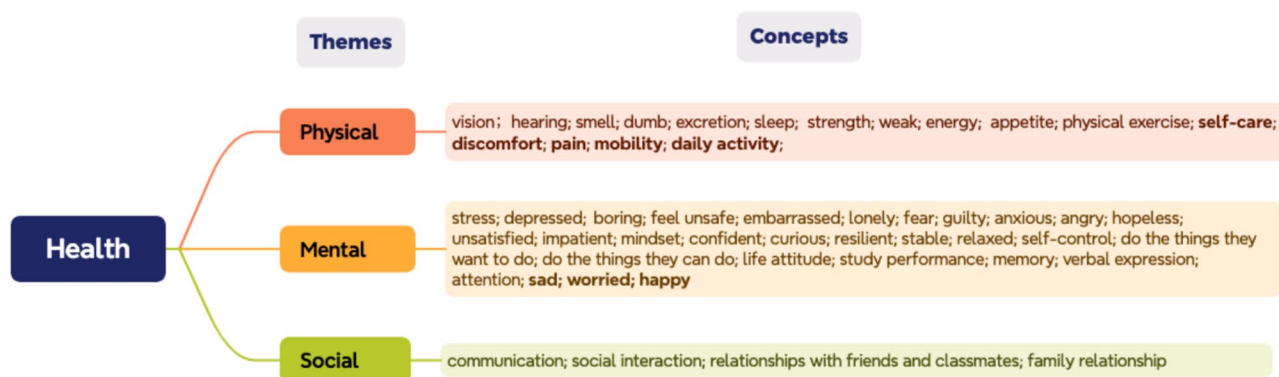 Themes
Concepts
Physical
vision; hearing; smell; dumb; excretion; sleep; strength; weak; energy; appetite; physical exercise; self-care;
discomfort; pain; mobility; daily activity;
Health
Mental
stress; depressed; boring; feel unsafe; embarrassed; lonely; fear; guilty; anxious; angry; hopeless;
unsatisfied; impatient; mindset; confident; curious; resilient; stable; relaxed; self-control; do the things they
want to do; do the things they can do; life attitude; study performance; memory; verbal expression;
attention; sad; worried; happy
Social
communication; social interaction; relationships with friends and classmates; family relationship